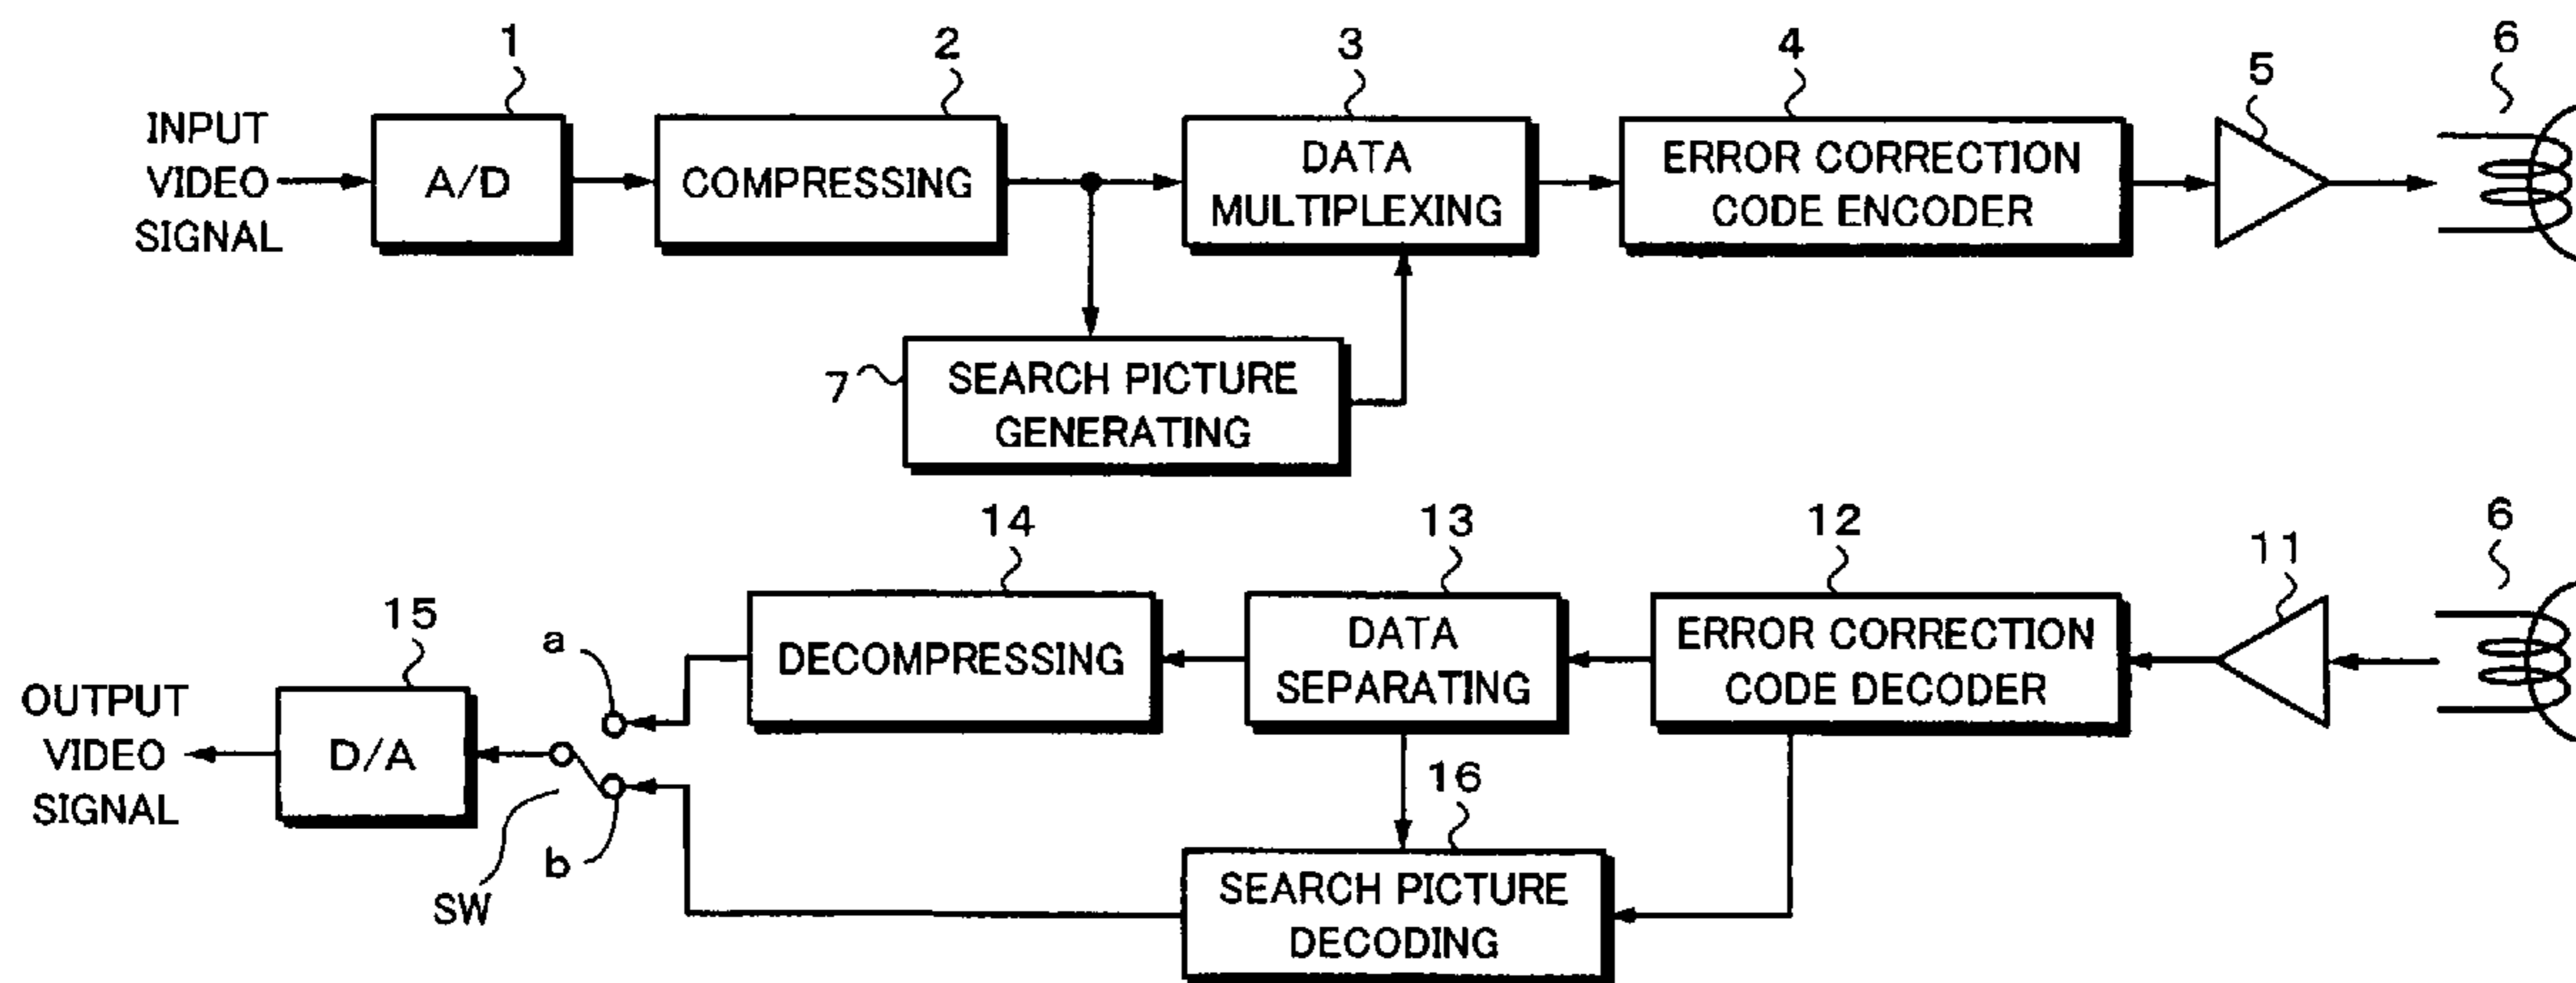 1
2
3
4
5
6
INPUT
VIDEO
SIGNAL
A/D
COMPRESSING
DATA
MULTIPLEXING
ERROR CORRECTION
CODE ENCODER
7
SEARCH PICTURE
GENERATING
14
13
12
11
6
15
a
DECOMPRESSING
DATA
SEPARATING
ERROR CORRECTION
CODE DECODER
OUTPUT
VIDEO
SIGNAL
D/A
16
b
SW
SEARCH PICTURE
DECODING